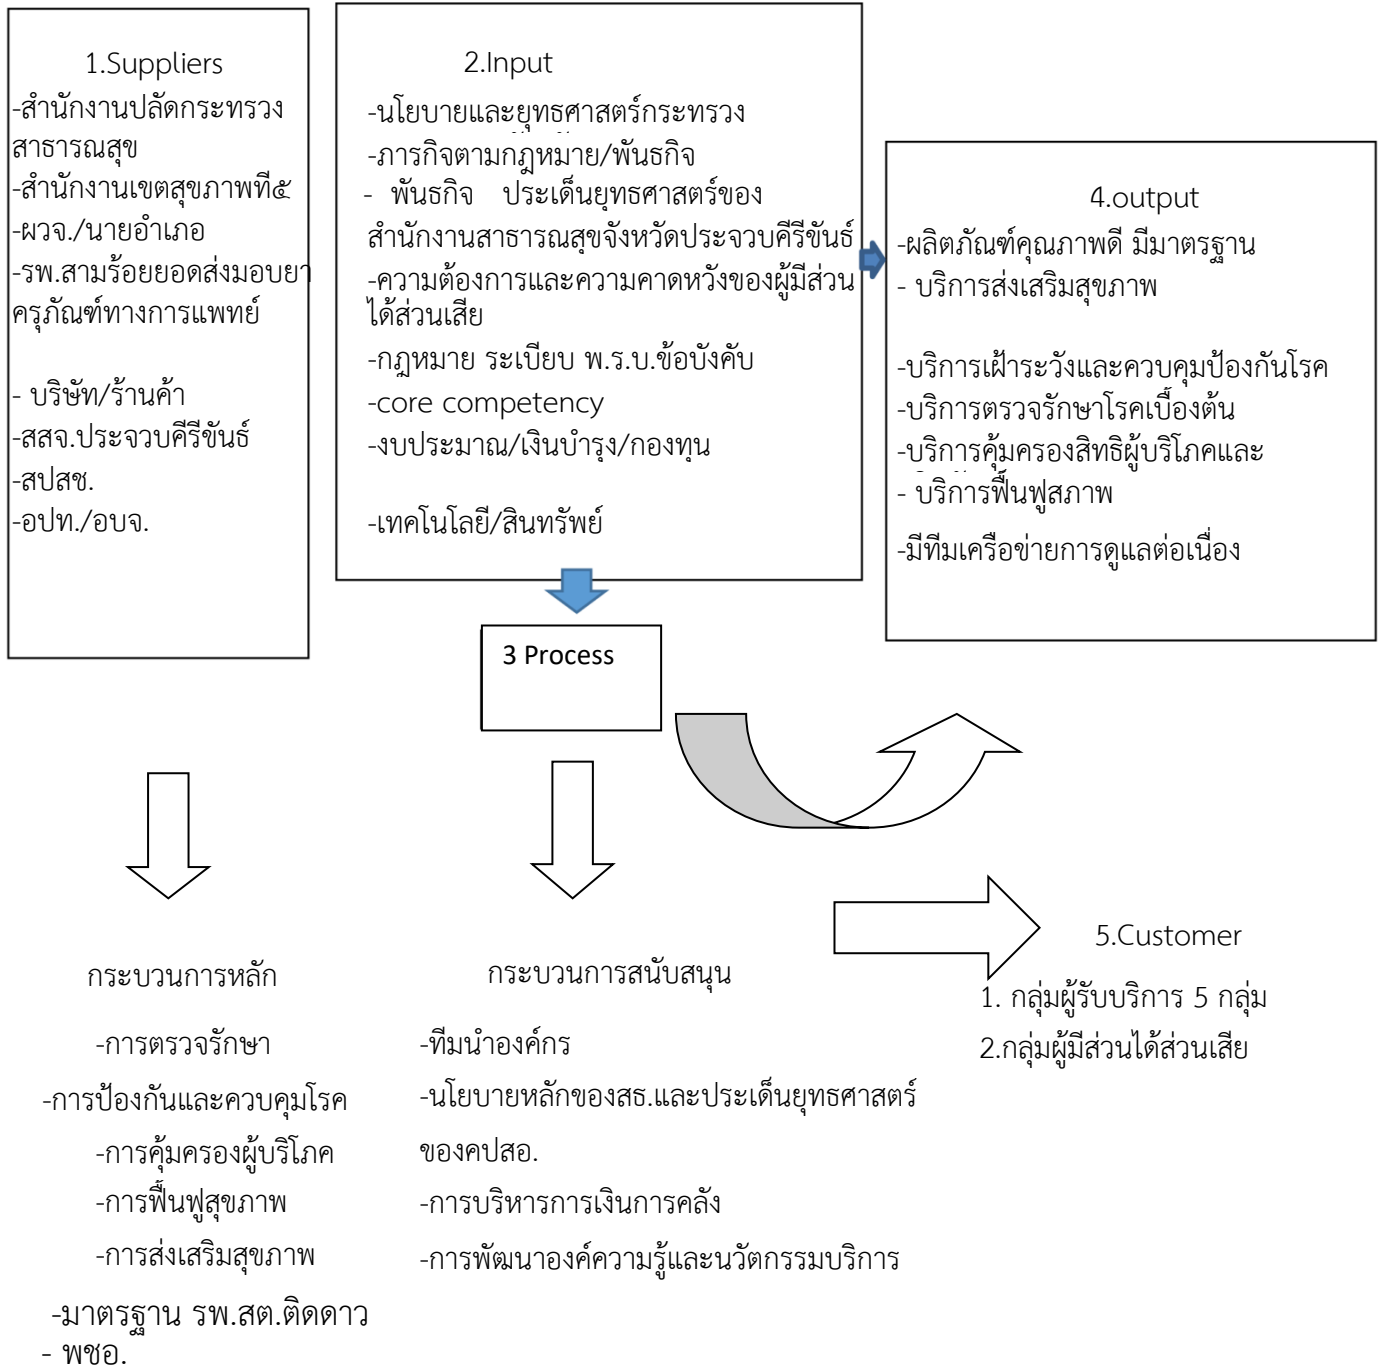 1.Suppliers
-สำนักงานปลัดกระทรวง
สาธารณสุข
-สำนักงานเขตสุขภาพที่๕
-ผวจ./นายอำเภอ
-รพ.สามร้อยยอดส่งมอบยา
ครุภัณฑ์ทางการแพทย์
- บริษัท/ร้านค้า
-สสจ.ประจวบคีรีขันธ์
-สปสช.
-อปท./อบจ.
2.Input
-นโยบายและยุทธศาสตร์กระทรวง
-ภารกิจตามกฎหมาย/พันธกิจ
- พันธกิจ ประเด็นยุทธศาสตร์ของ
สำนักงานสาธารณสุขจังหวัดประจวบคีรีขันธ์
-ความต้องการและความคาดหวังของผู้มีส่วน
ได้ส่วนเสีย
-กฎหมาย ระเบียบ พ.ร.บ.ข้อบังคับ
-core competency
-งบประมาณ/เงินบำรุง/กองทุน
-เทคโนโลยี/สินทรัพย์
4.output
-ผลิตภัณฑ์คุณภาพดี มีมาตรฐาน
- บริการส่งเสริมสุขภาพ
-บริการเฝ้าระวังและควบคุมป้องกันโรค
-บริการตรวจรักษาโรคเบื้องต้น
-บริการคุ้มครองสิทธิผู้บริโภคและ
- บริการฟื้นฟูสภาพ
-มีทีมเครือข่ายการดูแลต่อเนื่อง
3 Process
กระบวนการหลัก
-การตรวจรักษา
-การป้องกันและควบคุมโรค
-การคุ้มครองผู้บริโภค
-การฟื้นฟูสุขภาพ
-การส่งเสริมสุขภาพ
-มาตรฐาน รพ.สต.ติดดาว
- พชอ.
กระบวนการสนับสนุน
-ทีมนำองค์กร
-นโยบายหลักของสธ.และประเด็นยุทธศาสตร์
ของคปสอ.
-การบริหารการเงินการคลัง
-การพัฒนาองค์ความรู้และนวัตกรรมบริการ
5.Customer
1. กลุ่มผู้รับบริการ 5 กลุ่ม
2.กลุ่มผู้มีส่วนได้ส่วนเสีย